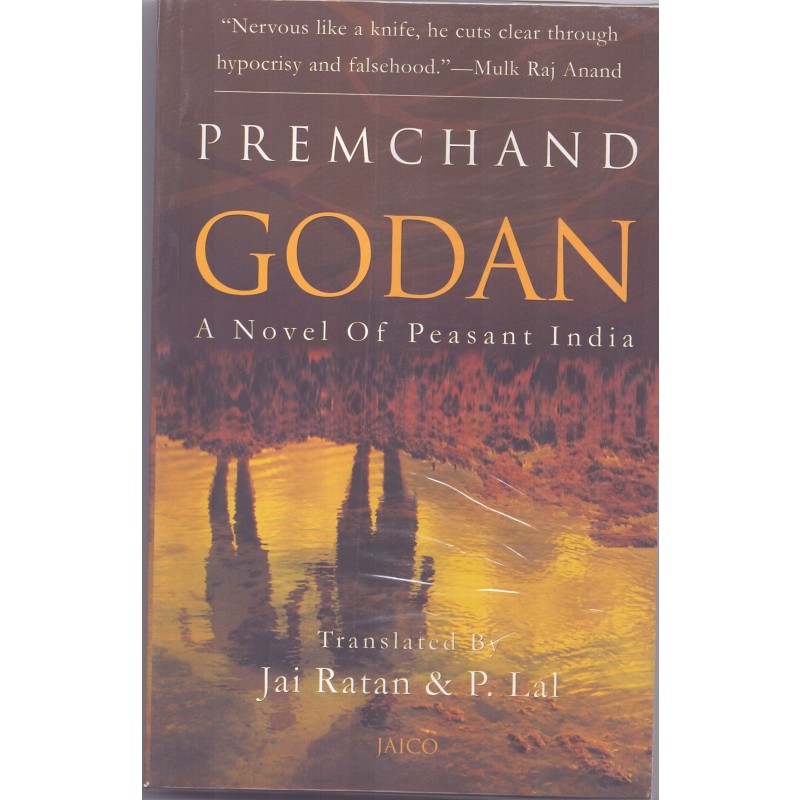 “Nervous like a knife, he cuts clear through
hypocrisy and falsehood.”—Mulk Raj Anand
PREMCHAND
GODAN
A Novel Of Peasant India
Translated By
Jai Ratan & P. Lal
JAICO